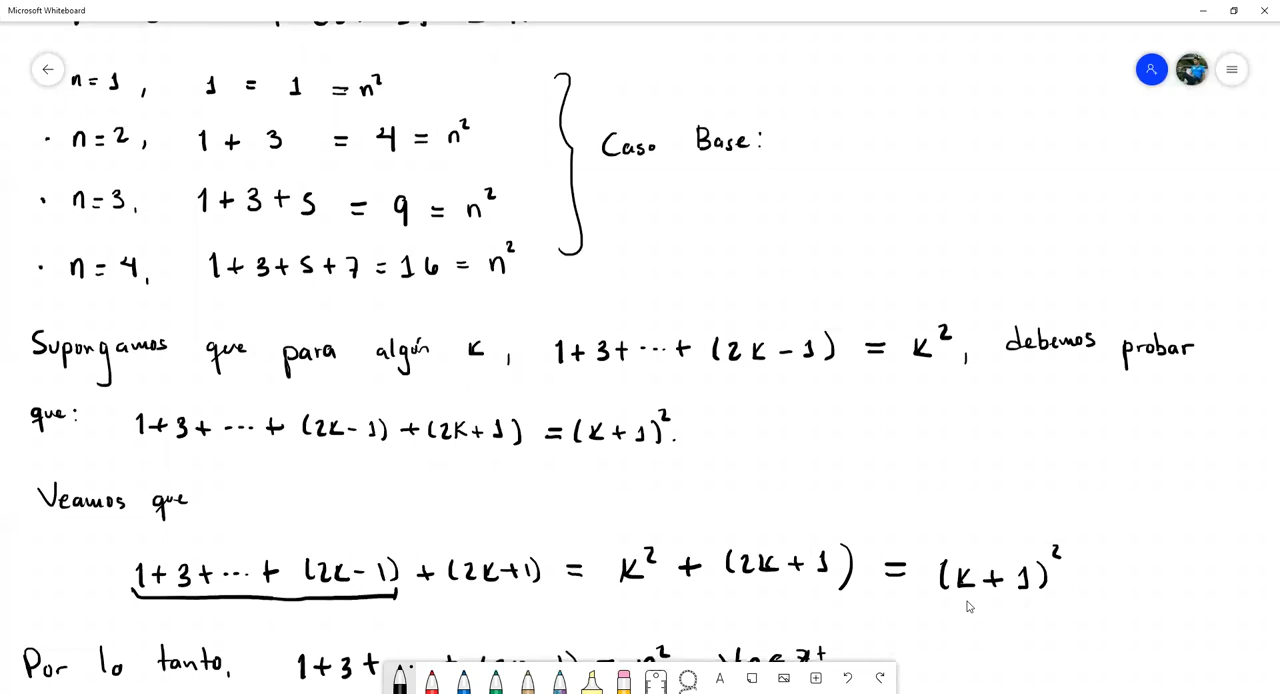 Microsoft Whiteboard
n = 1, 1 = 1 = n²
· n = 2, 1 + 3 = 4 = n²
· n = 3, 1 + 3 + 5 = 9 = n²
· n = 4, 1 + 3 + 5 + 7 = 16 = n²
Caso Base:
Supongamos que para algún k, 1 + 3 + ··· + (2k - 1) = k², debemos probar
que: 1 + 3 + ··· + (2k - 1) + (2k + 1) = (k + 1)².
Veamos que
1 + 3 + ··· + (2k - 1) + (2k + 1) = k² + (2k + 1) = (k + 1)²
Por lo tanto, 1 + 3 +